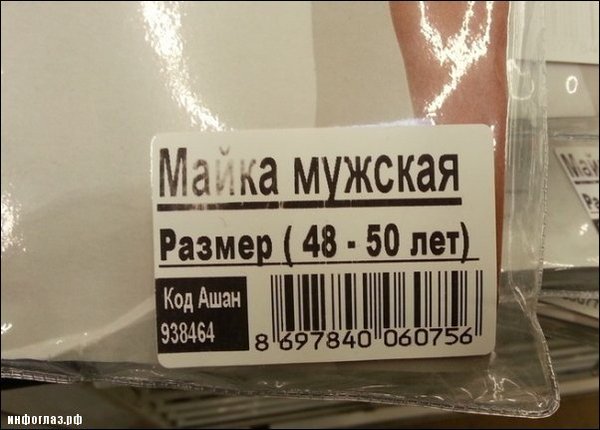 Майка мужская
Размер ( 48 - 50 лет)
Код Ашан
938464
8 697840 060756
инфоглаз.рф